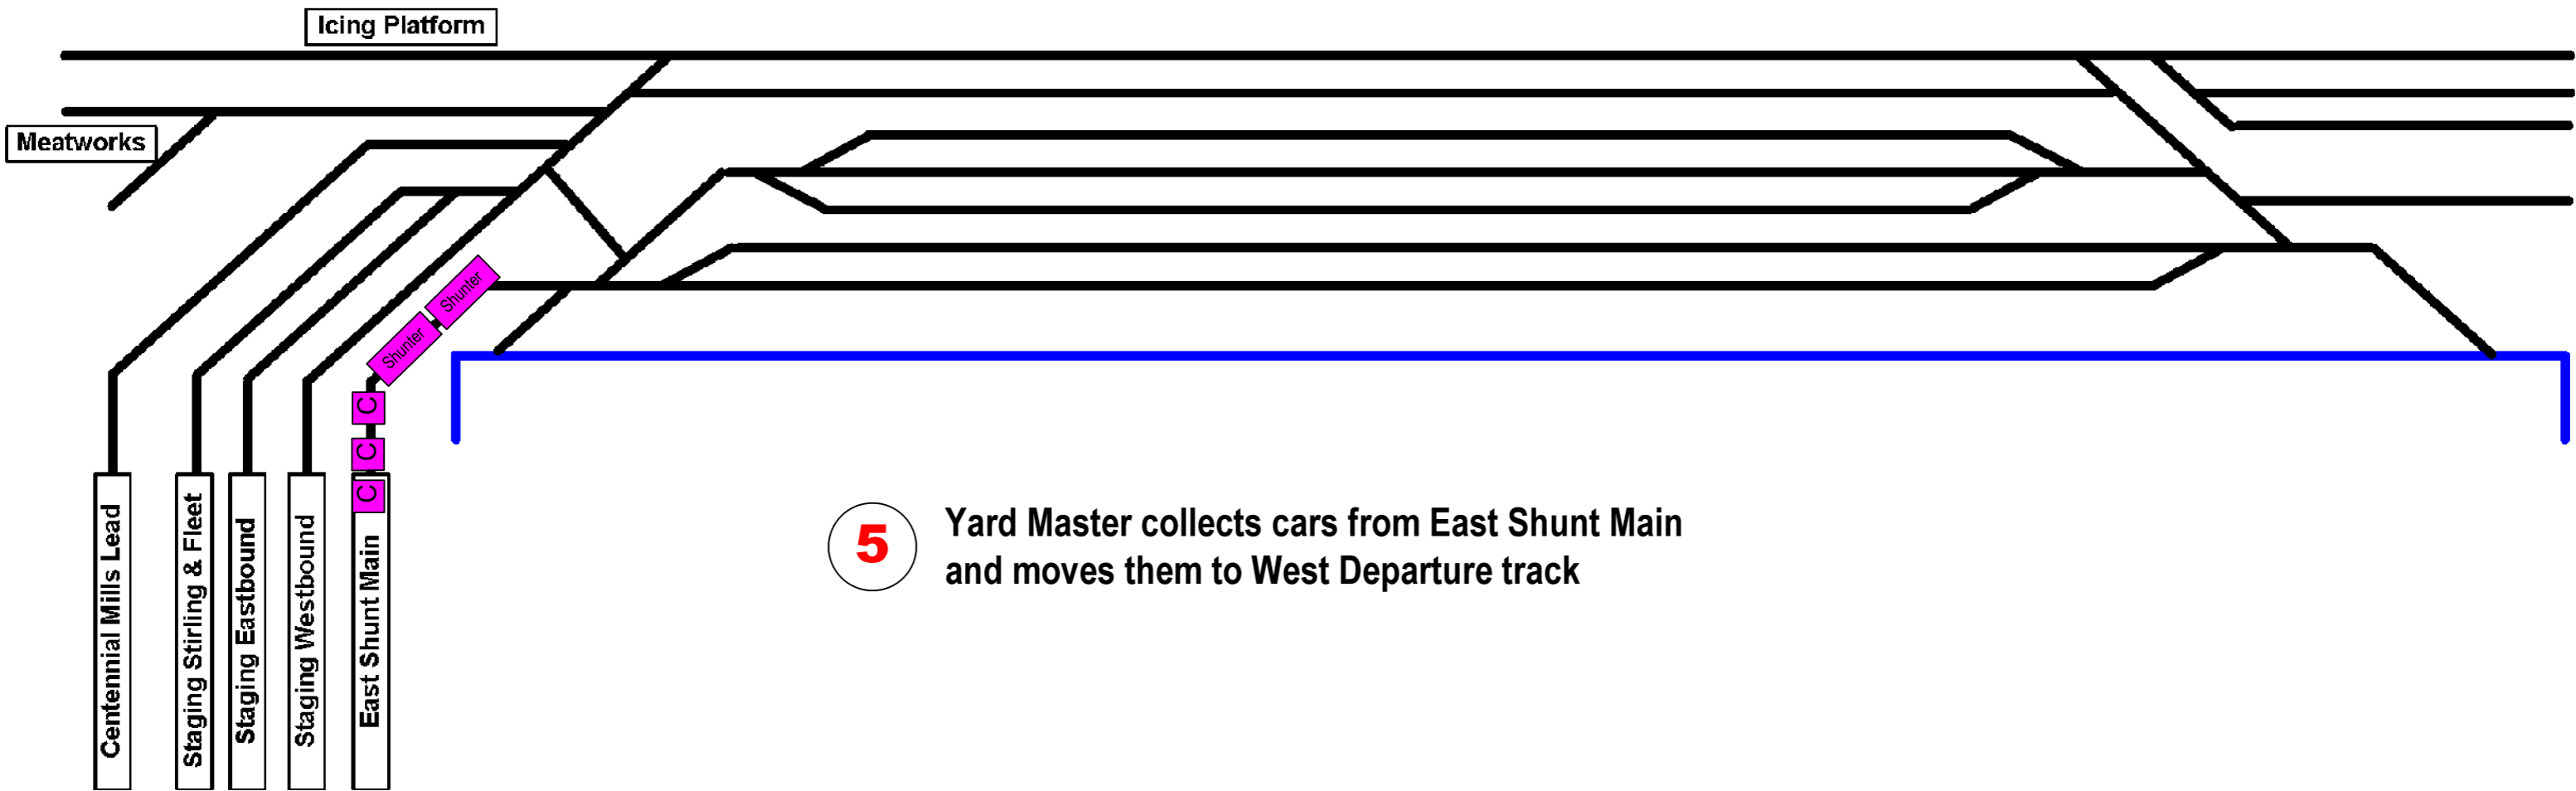 Icing Platform
Meatworks
Shunter
Shunter
C
C
C
Centennial Mills Lead
Staging Stirling & Fleet
Staging Eastbound
Staging Westbound
East Shunt Main
5
Yard Master collects cars from East Shunt Main
and moves them to West Departure track